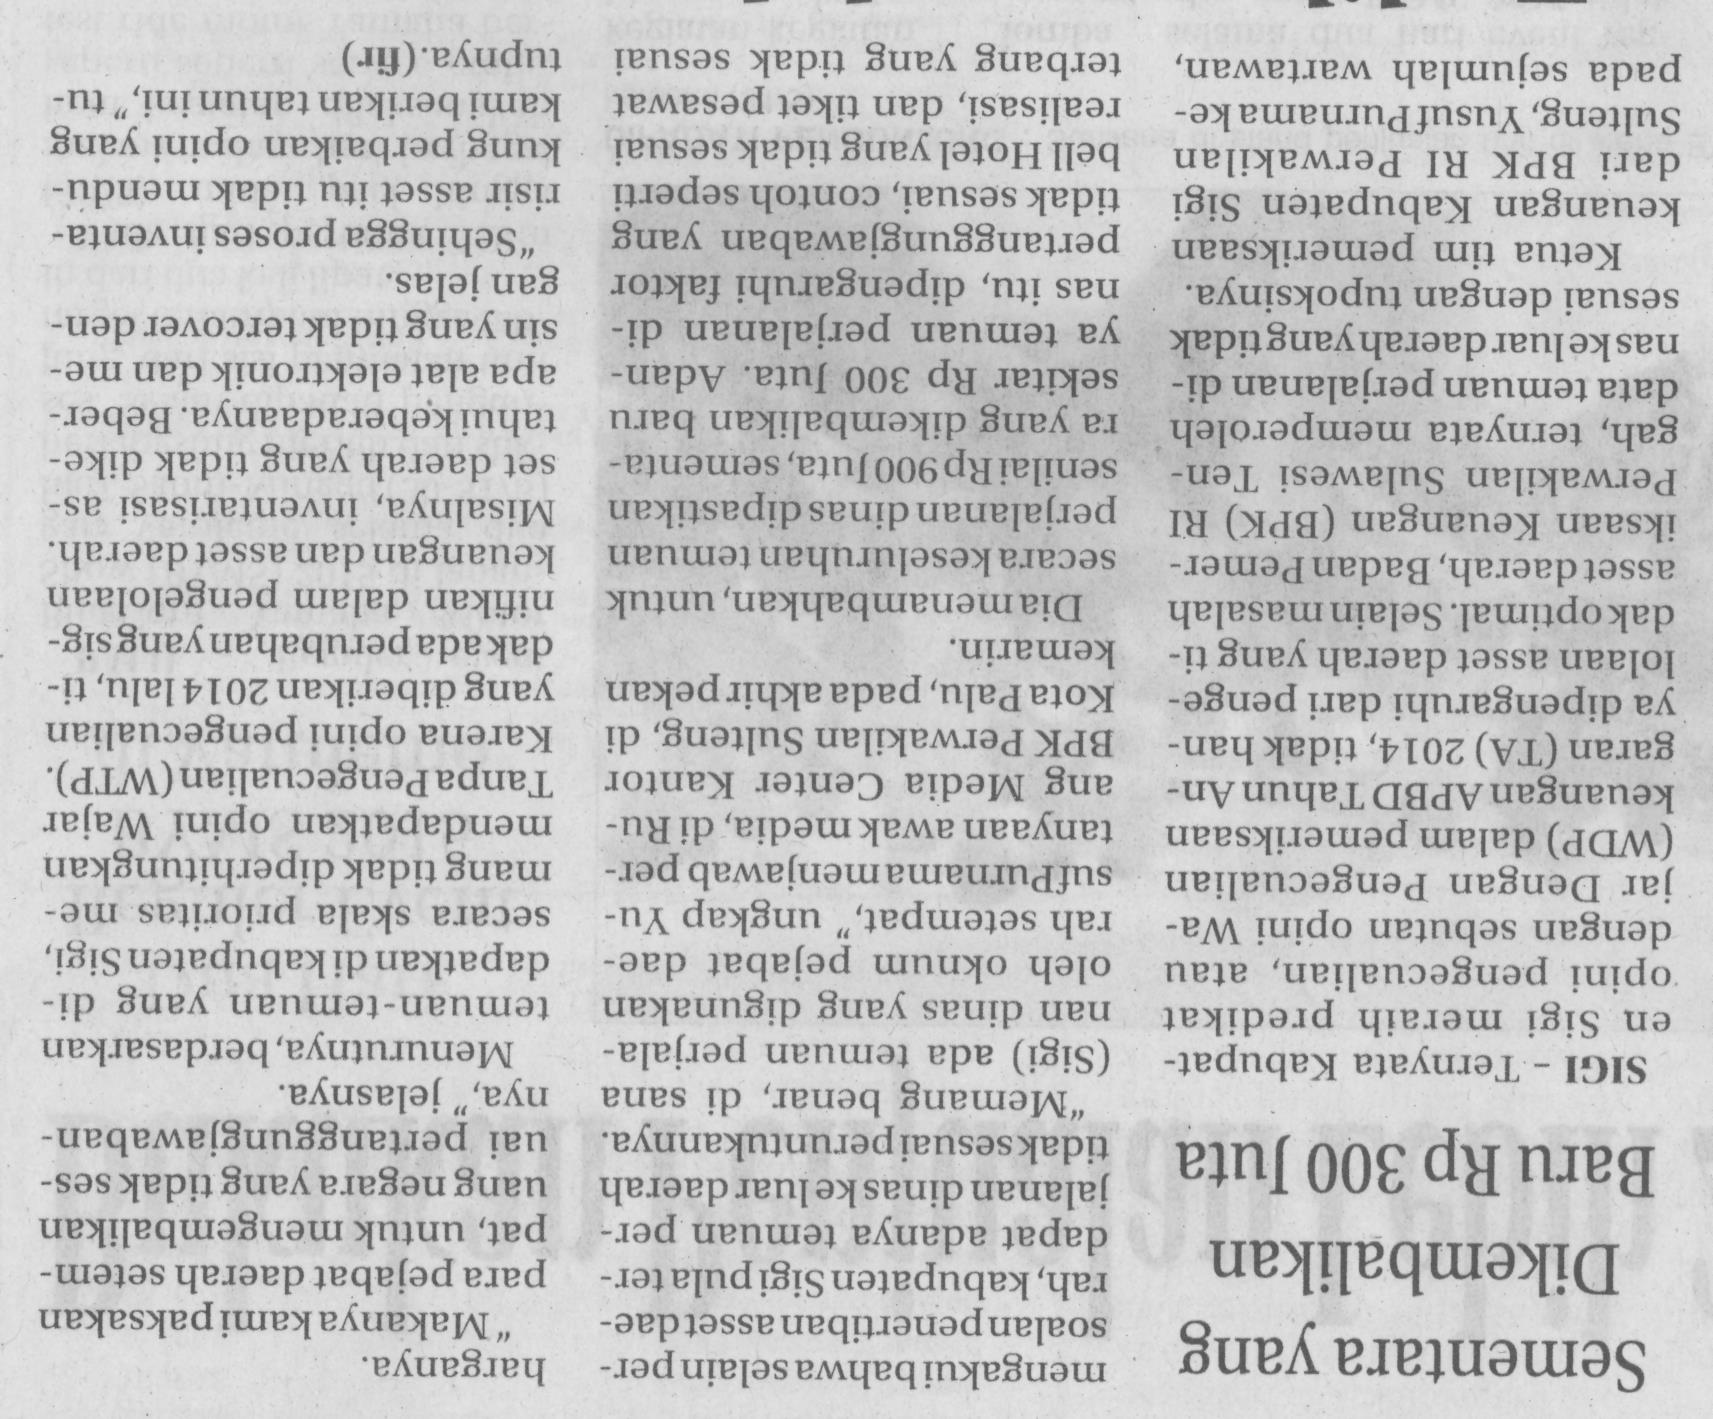 Sementara yang
Dikembalikan
Baru Rp 300 Juta
SIGI – Ternyata Kabupat-
en Sigi meraih predikat
opini pengecualian, atau
dengan sebutan opini Wa-
jar Dengan Pengecualian
(WDP) dalam pemeriksaan
keuangan APBD Tahun An-
garan (TA) 2014, tidak han-
ya dipengaruhi dari penge-
lolaan asset daerah yang ti-
dak optimal. Selain masalah
asset daerah, Badan Pemer-
iksaan Keuangan (BPK) RI
Perwakilan Sulawesi Ten-
gah, ternyata memperoleh
data temuan perjalanan di-
nas keluar daerah yang tidak
sesuai dengan tupoksinya.
Ketua tim pemeriksaan
keuangan Kabupaten Sigi
dari BPK RI Perwakilan
Sulteng, Yusuf Purnama ke-
pada sejumlah wartawan,
mengakui bahwa selain per-
soalan penertiban asset dae-
rah, kabupaten Sigi pula ter-
dapat adanya temuan per-
jalanan dinas ke luar daerah
tidak sesuai peruntukannya.
"Memang benar, di sana
(Sigi) ada temuan perjala-
nan dinas yang digunakan
oleh oknum pejabat dae-
rah setempat," ungkap Yu-
suf Purnama menjawab per-
tanyaan awak media, di Ru-
ang Media Center Kantor
BPK Perwakilan Sulteng, di
Kota Palu, pada akhir pekan
kemarin.
Dia menambahkan, untuk
secara keseluruhan temuan
perjalanan dinas dipastikan
senilai Rp 900 Juta, sementa-
ra yang dikembalikan baru
sekitar Rp 300 Juta. Adan-
ya temuan perjalanan di-
nas itu, dipengaruhi faktor
pertanggungjawaban yang
tidak sesuai, contoh seperti
bell Hotel yang tidak sesuai
realisasi, dan tiket pesawat
terbang yang tidak sesuai
harganya.
"Makanya kami paksakan
para pejabat daerah setem-
pat, untuk mengembalikan
uang negara yang tidak ses-
uai pertanggungjawaban-
nya," jelasnya.
Menurutnya, berdasarkan
temuan-temuan yang di-
dapatkan di kabupaten Sigi,
secara skala prioritas me-
mang tidak diperhitungkan
mendapatkan opini Wajar
Tanpa Pengecualian (WTP).
Karena opini pengecualian
yang diberikan 2014 lalu, ti-
dak ada perubahan yang sig-
nifikan dalam pengelolaan
keuangan dan asset daerah.
Misalnya, inventarisasi as-
set daerah yang tidak dike-
tahui keberadaanya. Beber-
apa alat elektronik dan me-
sin yang tidak tercover den-
gan jelas.
"Sehingga proses inventa-
risir asset itu tidak mendu-
kung perbaikan opini yang
kami berikan tahun ini," tu-
tupnya. (fir)